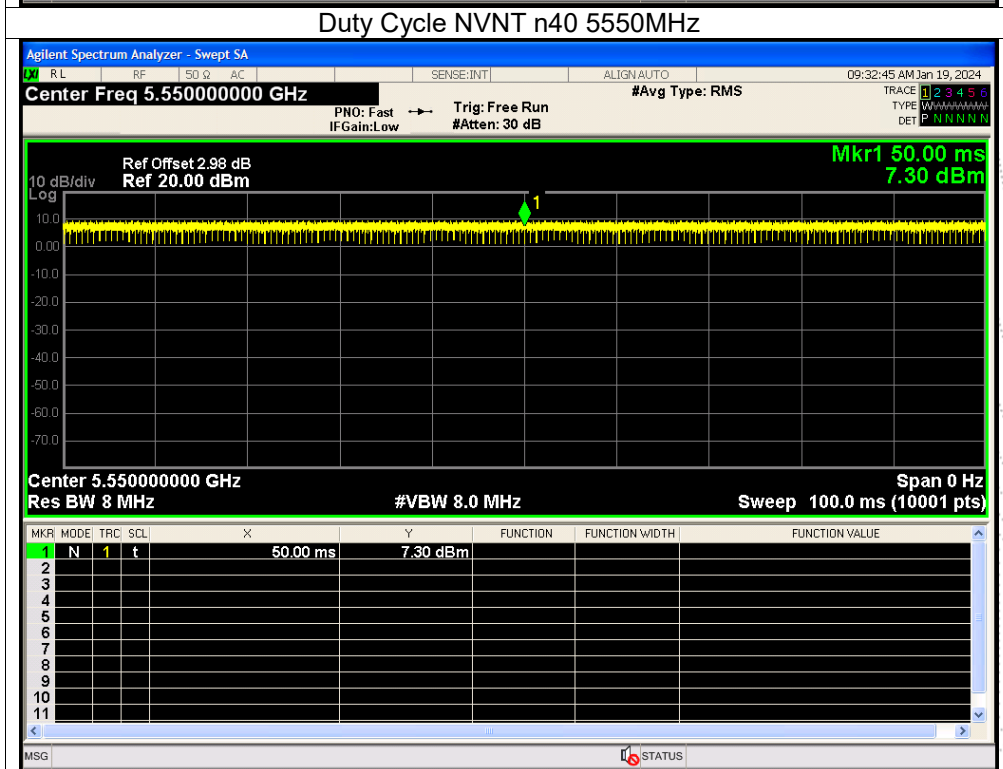 Duty Cycle NVNT n40 5550MHz
Agilent Spectrum Analyzer - Swept SA
LXI RL RF 50 Ω AC SENSE:INT ALIGN AUTO 09:32:45 AM Jan 19, 2024
Center Freq 5.550000000 GHz #Avg Type: RMS TRACE 1 2 3 4 5 6
PNO: Fast Trig: Free Run TYPE WWWWWW
IFGain:Low #Atten: 30 dB DET P N N N N N
Mkr1 50.00 ms
Ref Offset 2.98 dB
10 dB/div Ref 20.00 dBm 7.30 dBm
Log
1
10.0
0.00
-10.0
-20.0
-30.0
-40.0
-50.0
-60.0
-70.0
Center 5.550000000 GHz Span 0 Hz
Res BW 8 MHz #VBW 8.0 MHz Sweep 100.0 ms (10001 pts)
MKR MODE TRC SCL X Y FUNCTION FUNCTION WIDTH FUNCTION VALUE
1 N 1 t 50.00 ms 7.30 dBm
2
3
4
5
6
7
8
9
10
11
MSG STATUS